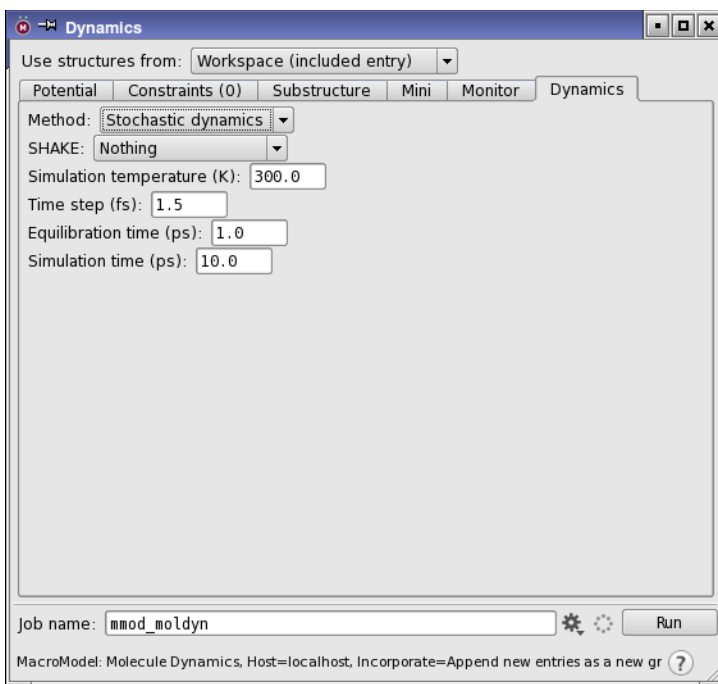 Dynamics
Use structures from: Workspace (included entry)
Potential Constraints (0) Substructure Mini Monitor Dynamics
Method: Stochastic dynamics
SHAKE: Nothing
Simulation temperature (K): 300.0
Time step (fs): 1.5
Equilibration time (ps): 1.0
Simulation time (ps): 10.0
Job name: mmod_moldyn Run
MacroModel: Molecule Dynamics, Host=localhost, Incorporate=Append new entries as a new gr ?